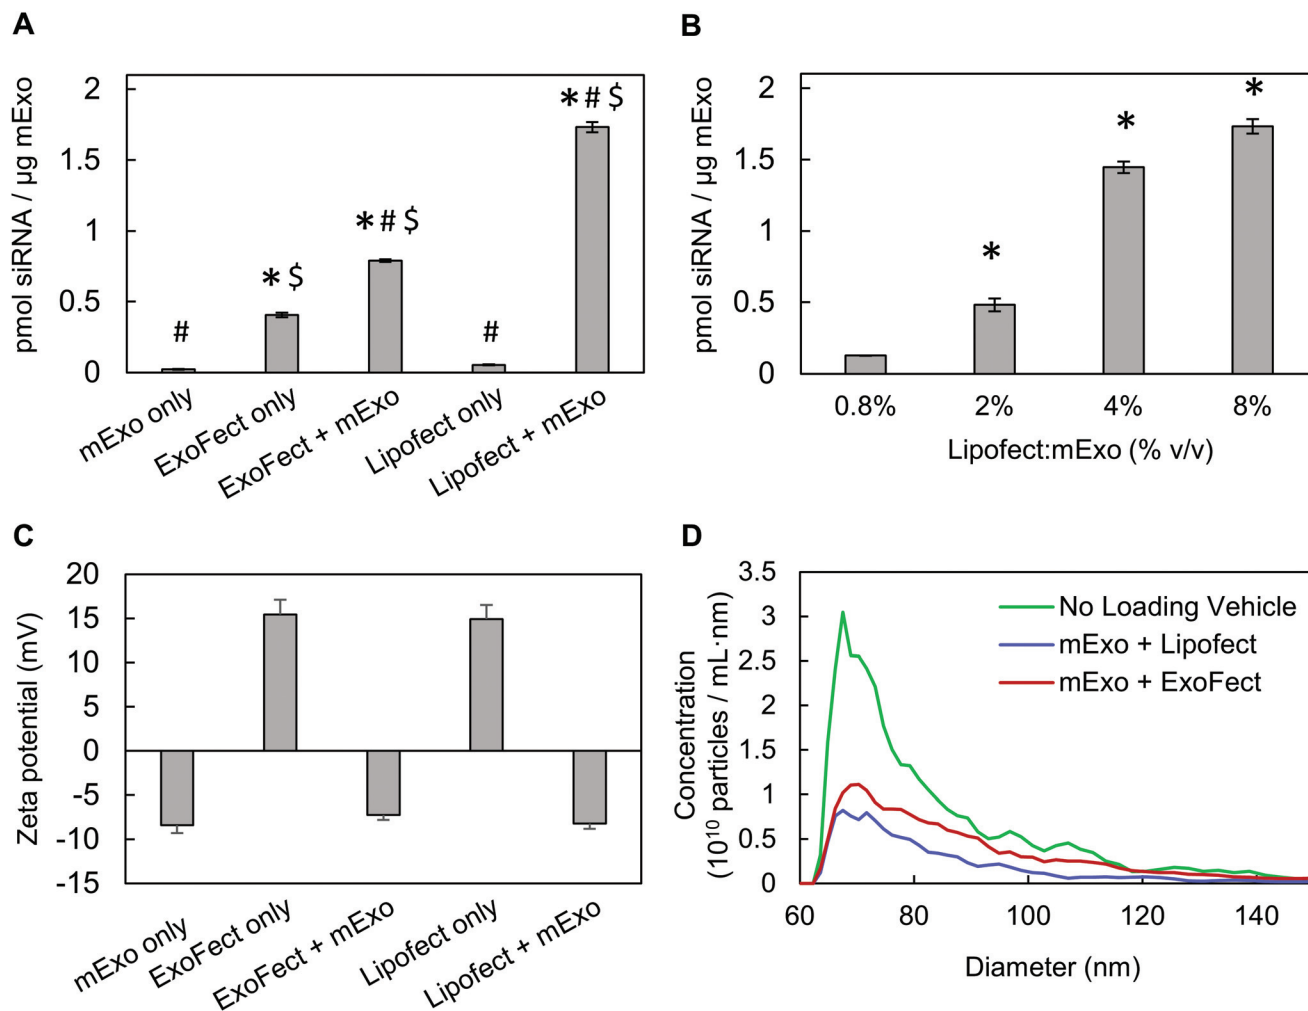 A
pmol siRNA / µg mExo
2
1.5
1
0.5
0
#
* $
* # $
#
* # $
mExo only
ExoFect only
ExoFect + mExo
Lipofect only
Lipofect + mExo
B
pmol siRNA / µg mExo
2
1.5
1
0.5
0
*
*
*
0.8%
2%
4%
8%
Lipofect:mExo (% v/v)
C
Zeta potential (mV)
20
15
10
5
0
-5
-10
-15
mExo only
ExoFect only
ExoFect + mExo
Lipofect only
Lipofect + mExo
D
Concentration
(10¹⁰ particles / mL·nm)
3.5
3
2.5
2
1.5
1
0.5
0
No Loading Vehicle
mExo + Lipofect
mExo + ExoFect
60
80
100
120
140
Diameter (nm)